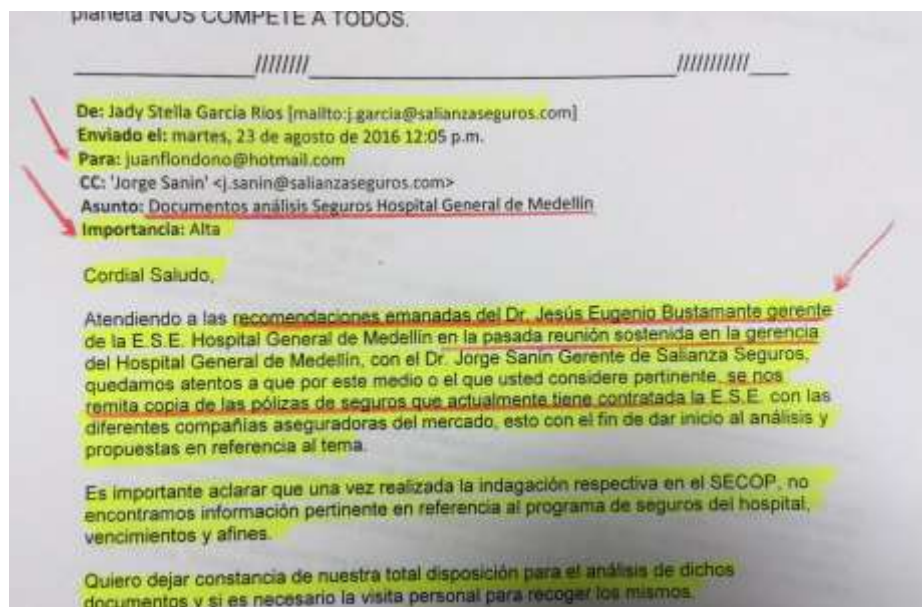 planeta NOS COMPETE A TODOS.
____________////////____________________________//////////___
De: Jady Stella García Ríos [mailto:j.garcia@salianzaseguros.com]
Enviado el: martes, 23 de agosto de 2016 12:05 p.m.
Para: juanflondono@hotmail.com
CC: 'Jorge Sanin' <j.sanin@salianzaseguros.com>
Asunto: Documentos análisis Seguros Hospital General de Medellín
Importancia: Alta
Cordial Saludo,
Atendiendo a las recomendaciones emanadas del Dr. Jesús Eugenio Bustamante gerente
de la E.S.E. Hospital General de Medellín en la pasada reunión sostenida en la gerencia
del Hospital General de Medellín, con el Dr. Jorge Sanin Gerente de Salianza Seguros,
quedamos atentos a que por este medio o el que usted considere pertinente, se nos
remita copia de las pólizas de seguros que actualmente tiene contratada la E.S.E. con las
diferentes compañías aseguradoras del mercado, esto con el fin de dar inicio al análisis y
propuestas en referencia al tema.
Es importante aclarar que una vez realizada la indagación respectiva en el SECOP, no
encontramos información pertinente en referencia al programa de seguros del hospital,
vencimientos y afines.
Quiero dejar constancia de nuestra total disposición para el análisis de dichos
documentos y si es necesario la visita personal para recoger los mismos.